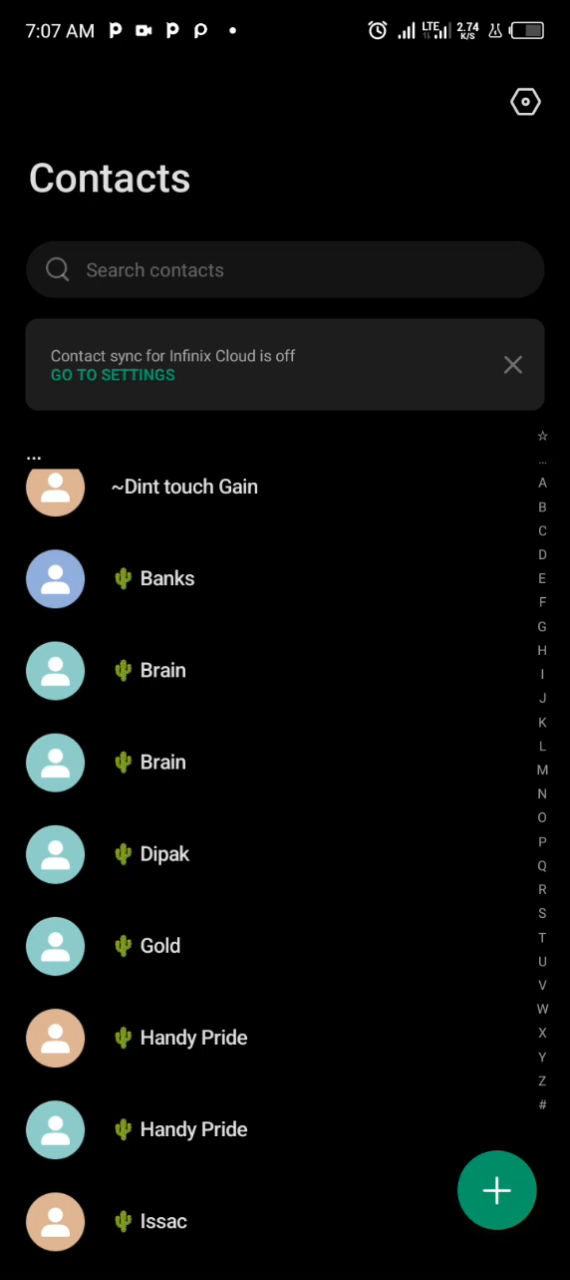 7:07 AM LTE 2.74 K/S
Contacts
Search contacts
Contact sync for Infinix Cloud is off
GO TO SETTINGS
...
~Dint touch Gain
🌵 Banks
🌵 Brain
🌵 Brain
🌵 Dipak
🌵 Gold
🌵 Handy Pride
🌵 Handy Pride
🌵 Issac
☆
...
A
B
C
D
E
F
G
H
I
J
K
L
M
N
O
P
Q
R
S
T
U
V
W
X
Y
Z
#